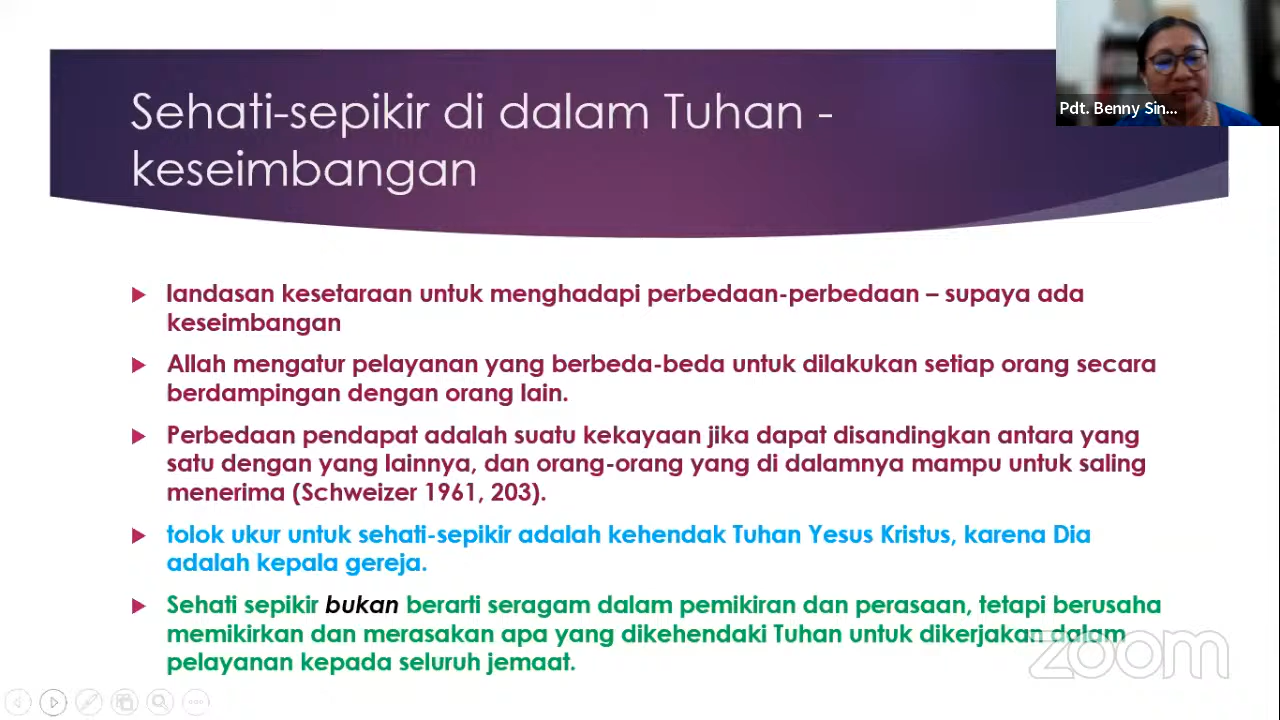 Sehati-sepikir di dalam Tuhan -
keseimbangan
Pdt. Benny Sin...
landasan kesetaraan untuk menghadapi perbedaan-perbedaan – supaya ada
keseimbangan
Allah mengatur pelayanan yang berbeda-beda untuk dilakukan setiap orang secara
berdampingan dengan orang lain.
Perbedaan pendapat adalah suatu kekayaan jika dapat disandingkan antara yang
satu dengan yang lainnya, dan orang-orang yang di dalamnya mampu untuk saling
menerima (Schweizer 1961, 203).
tolok ukur untuk sehati-sepikir adalah kehendak Tuhan Yesus Kristus, karena Dia
adalah kepala gereja.
Sehati sepikir bukan berarti seragam dalam pemikiran dan perasaan, tetapi berusaha
memikirkan dan merasakan apa yang dikehendaki Tuhan untuk dikerjakan dalam
pelayanan kepada seluruh jemaat.
zoom